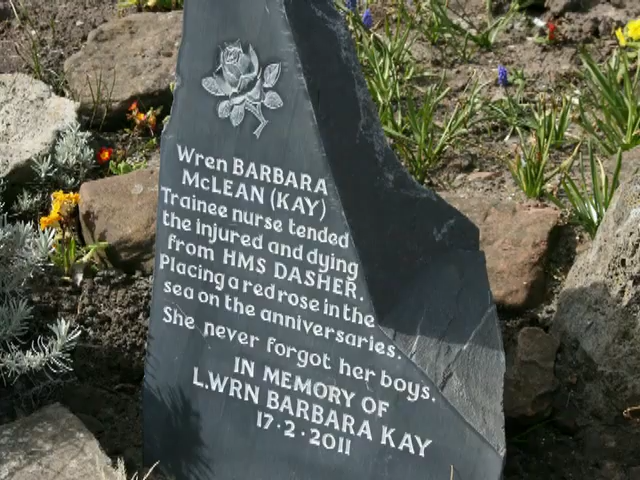 Wren BARBARA
McLEAN (KAY)
Trainee nurse tended
the injured and dying
from HMS DASHER.
Placing a red rose in the
sea on the anniversaries.
She never forgot her boys.
IN MEMORY OF
L.WRN BARBARA KAY
17·2·2011